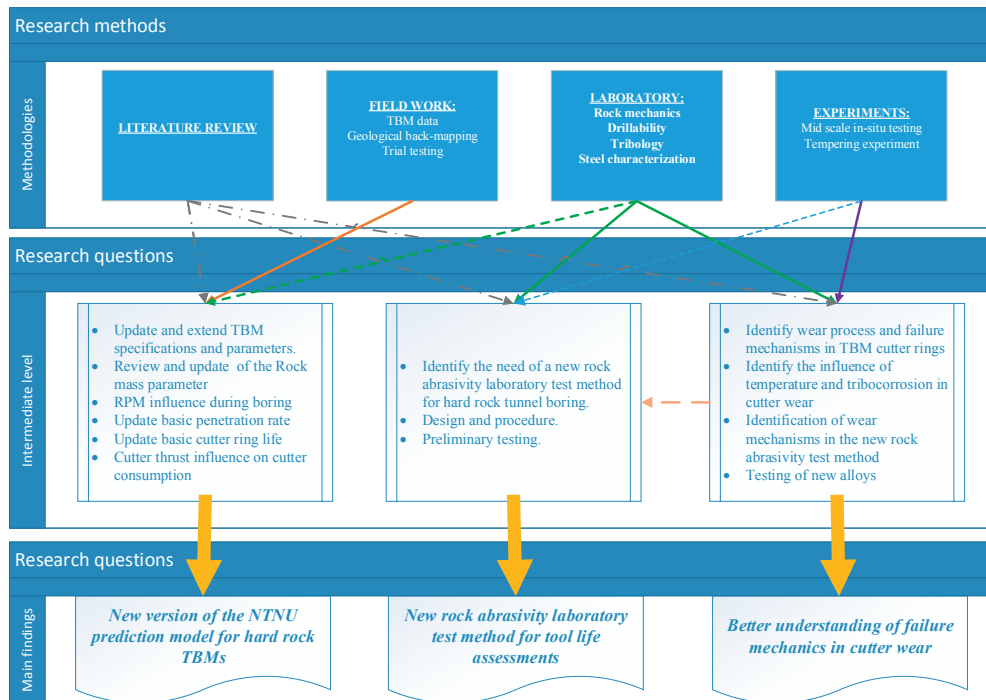 Research methods
Methodologies
LITERATURE REVIEW
FIELD WORK:
TBM data
Geological back-mapping
Trial testing
LABORATORY:
Rock mechanics
Drillability
Tribology
Steel characterization
EXPERIMENTS:
Mid scale in-situ testing
Tempering experiment
Research questions
Intermediate level
• Update and extend TBM
specifications and parameters.
• Review and update of the Rock
mass parameter
• RPM influence during boring
• Update basic penetration rate
• Update basic cutter ring life
• Cutter thrust influence on cutter
consumption
• Identify the need of a new rock
abrasivity laboratory test method
for hard rock tunnel boring.
• Design and procedure.
• Preliminary testing.
• Identify wear process and failure
mechanisms in TBM cutter rings
• Identify the influence of
temperature and tribocorrosion in
cutter wear
• Identification of wear
mechanisms in the new rock
abrasivity test method
• Testing of new alloys
Research questions
Main findings
New version of the NTNU
prediction model for hard rock
TBMs
New rock abrasivity laboratory
test method for tool life
assessments
Better understanding of failure
mechanics in cutter wear